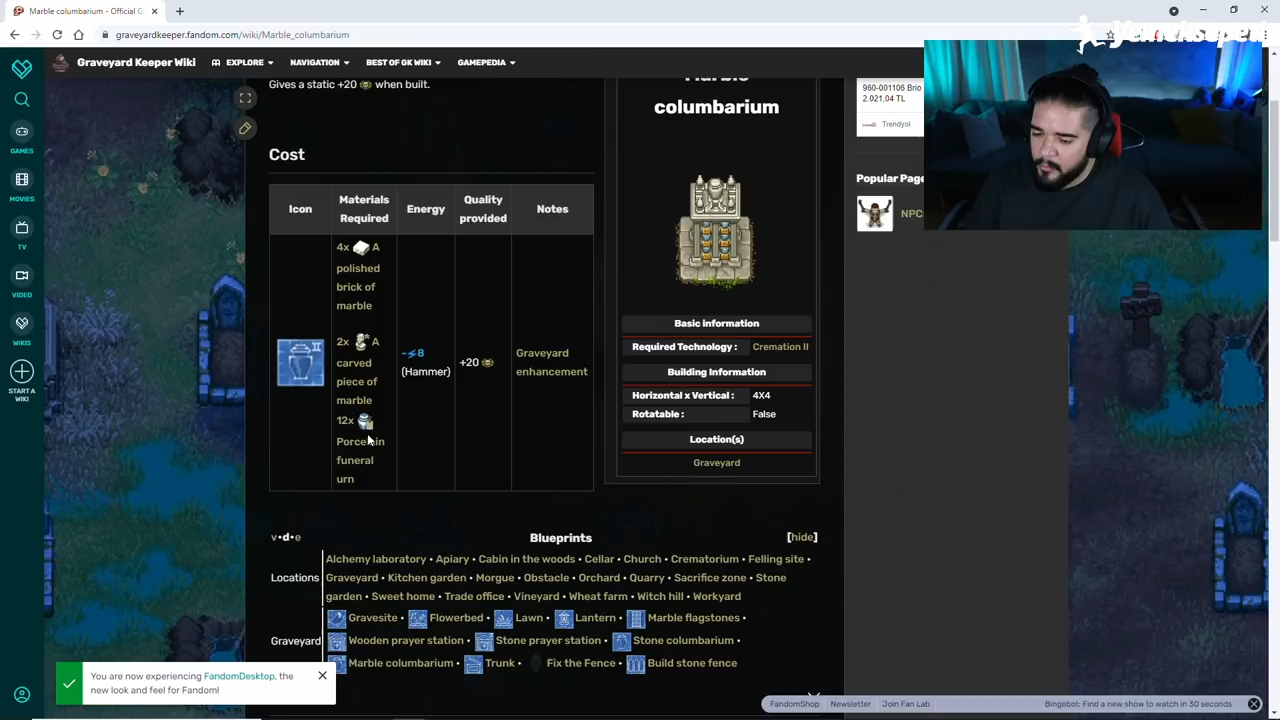 Marble columbarium - Official G
graveyardkeeper.fandom.com/wiki/Marble_columbarium
Graveyard Keeper Wiki
EXPLORE
NAVIGATION
BEST OF GK WIKI
GAMEPEDIA
GAMES
MOVIES
TV
VIDEO
WIKIS
START A
WIKI
Gives a static +20 when built.
Cost
Icon
Materials
Required
Energy
Quality
provided
Notes
4x A
polished
brick of
marble
2x A
carved
piece of
marble
12x
Porcelain
funeral
urn
II
-8
(Hammer)
+20
Graveyard
enhancement
Marble
columbarium
Basic information
Required Technology : Cremation II
Building Information
Horizontal x Vertical : 4X4
Rotatable : False
Location(s)
Graveyard
960-001106 Brio
2.021,04 TL
Trendyol
Popular Page
NPC
v•d•e
Blueprints
[hide]
Locations
Alchemy laboratory • Apiary • Cabin in the woods • Cellar • Church • Crematorium • Felling site •
Graveyard • Kitchen garden • Morgue • Obstacle • Orchard • Quarry • Sacrifice zone • Stone
garden • Sweet home • Trade office • Vineyard • Wheat farm • Witch hill • Workyard
Graveyard
Gravesite • Flowerbed • Lawn • Lantern • Marble flagstones •
Wooden prayer station • Stone prayer station • Stone columbarium •
Marble columbarium • Trunk • Fix the Fence • Build stone fence
You are now experiencing FandomDesktop, the
new look and feel for Fandom!
FandomShop Newsletter Join Fan Lab
Bingebot: Find a new show to watch in 30 seconds